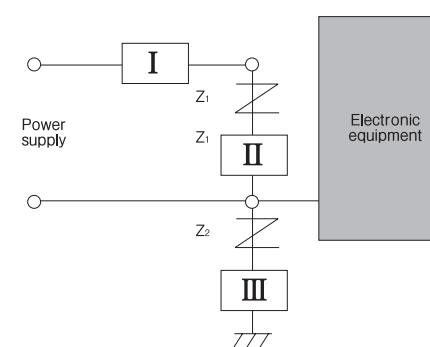 I
Z1
Power
supply
Z1
II
Electronic
equipment
Z2
III